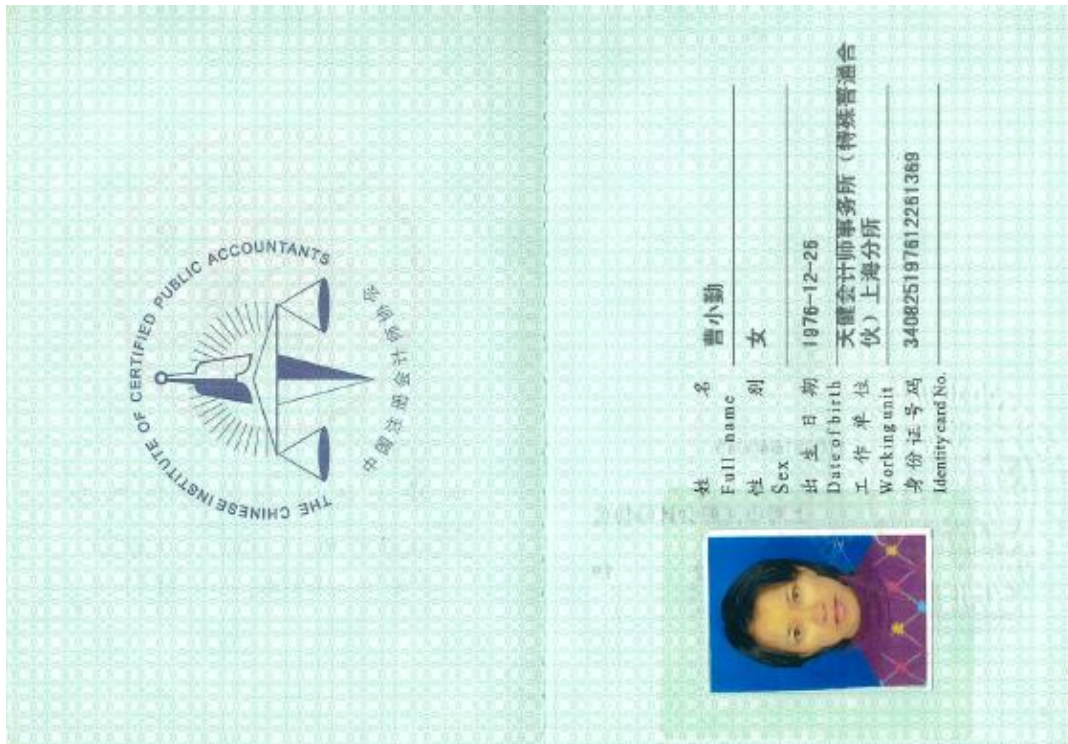 THE CHINESE INSTITUTE OF CERTIFIED PUBLIC ACCOUNTANTS
中国注册会计师协会
姓 名 曹小勤
Full name
性 别 女
Sex
出 生 日 期 1976-12-26
Date of birth
工 作 单 位 天健会计师事务所（特殊普通合
Working unit 伙）上海分所
身份证号码 340825197612261369
Identity card No.